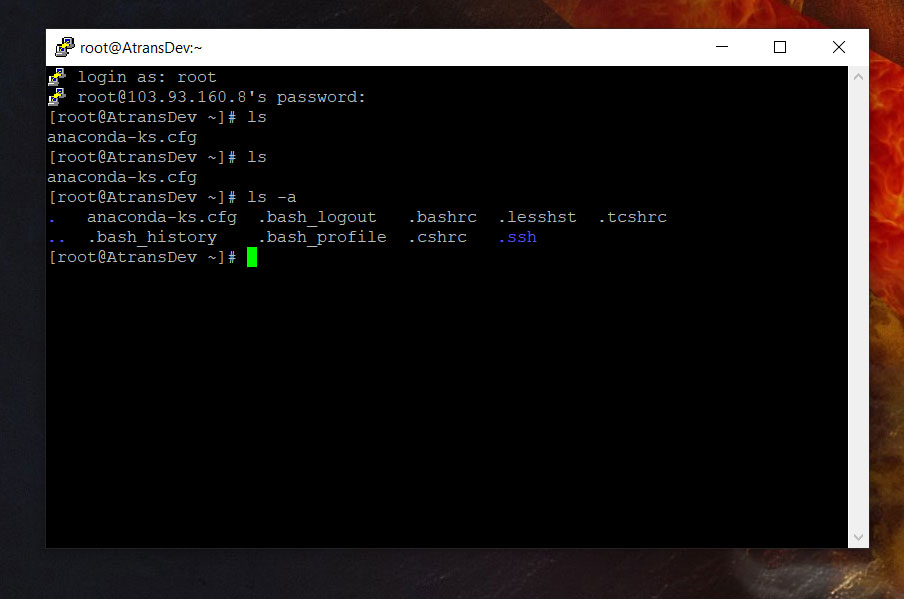 root@AtransDev:~
login as: root
root@103.93.160.8's password:
[root@AtransDev ~]# ls
anaconda-ks.cfg
[root@AtransDev ~]# ls
anaconda-ks.cfg
[root@AtransDev ~]# ls -a
.   anaconda-ks.cfg  .bash_logout   .bashrc  .lesshst  .tcshrc
..  .bash_history    .bash_profile  .cshrc   .ssh
[root@AtransDev ~]#